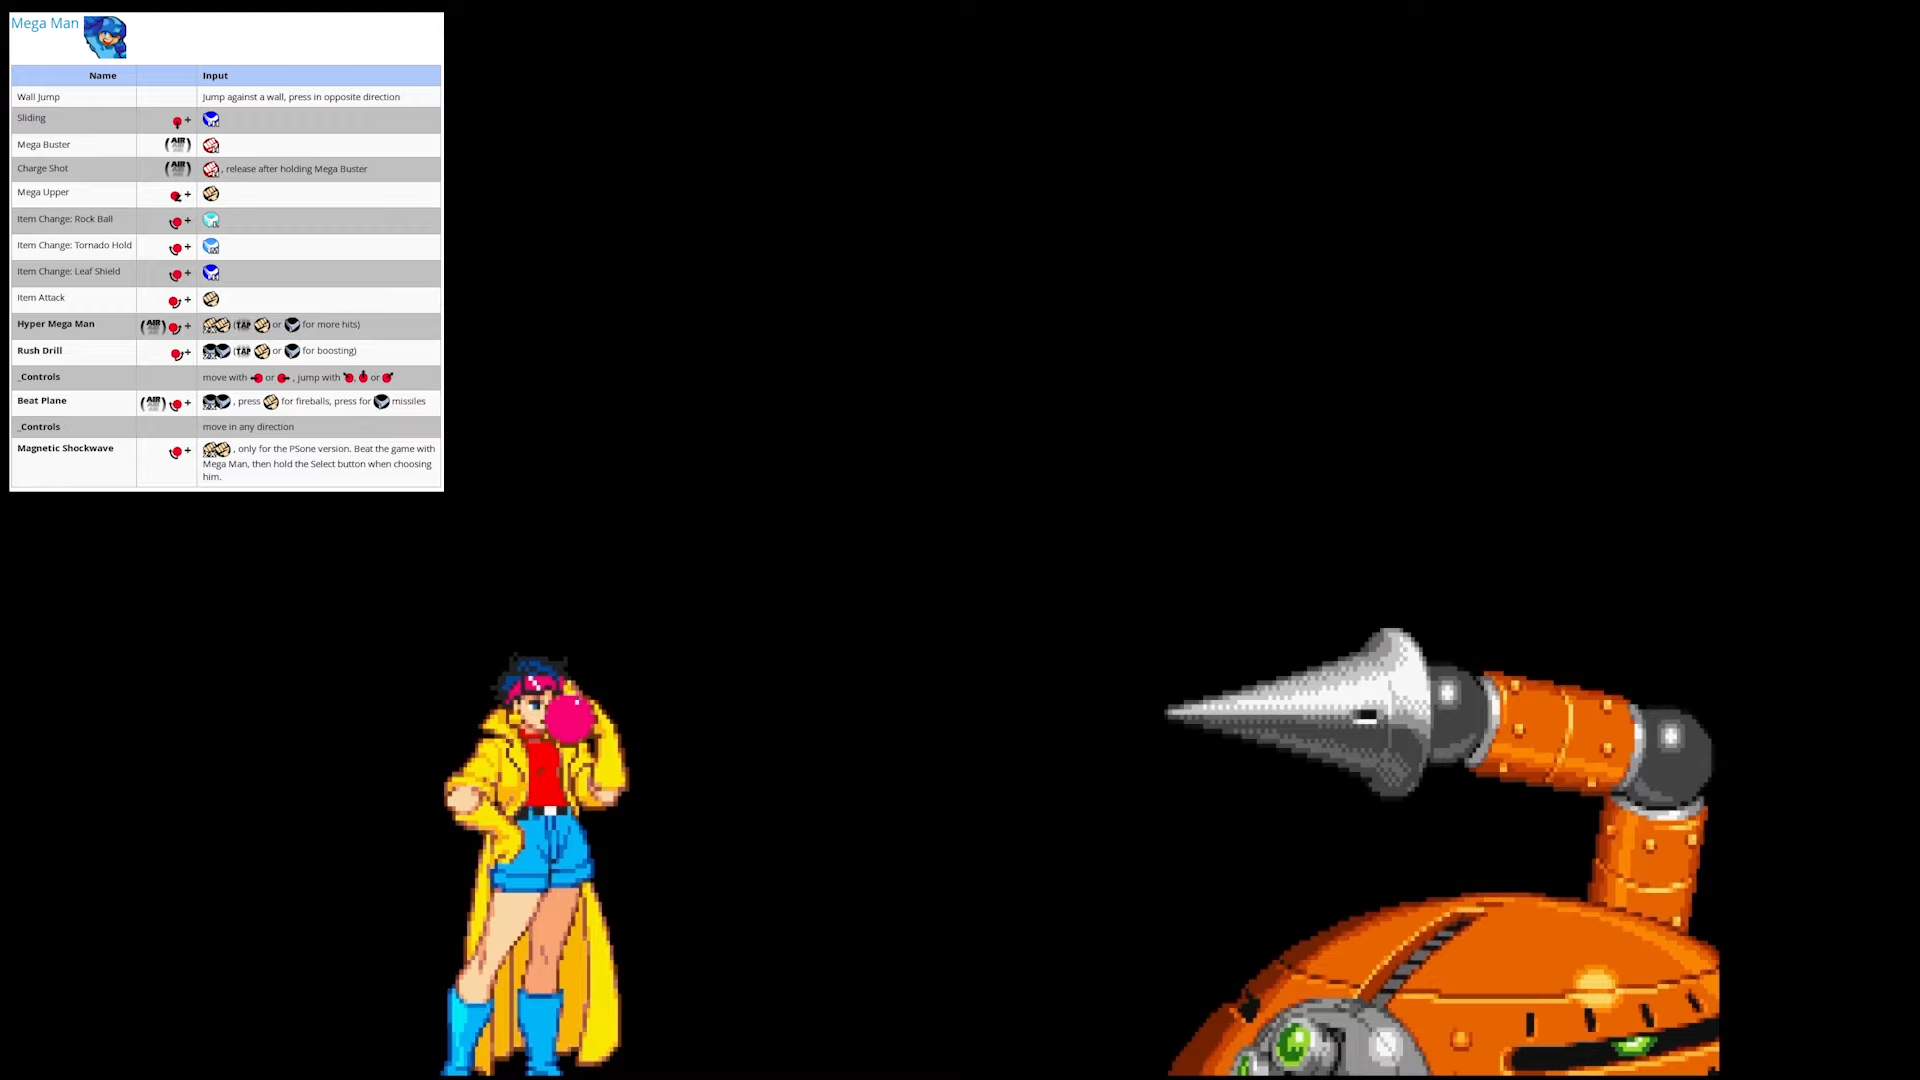 Mega Man
Name Input
Wall Jump Jump against a wall, press in opposite direction
Sliding +
Mega Buster (AIR)
Charge Shot (AIR) , release after holding Mega Buster
Mega Upper +
Item Change: Rock Ball +
Item Change: Tornado Hold +
Item Change: Leaf Shield +
Item Attack +
Hyper Mega Man (AIR) + (TAP or for more hits)
Rush Drill + (TAP or for boosting)
_Controls move with or , jump with , or
Beat Plane (AIR) + , press for fireballs, press for missiles
_Controls move in any direction
Magnetic Shockwave + , only for the PSone version. Beat the game with
Mega Man, then hold the Select button when choosing
him.